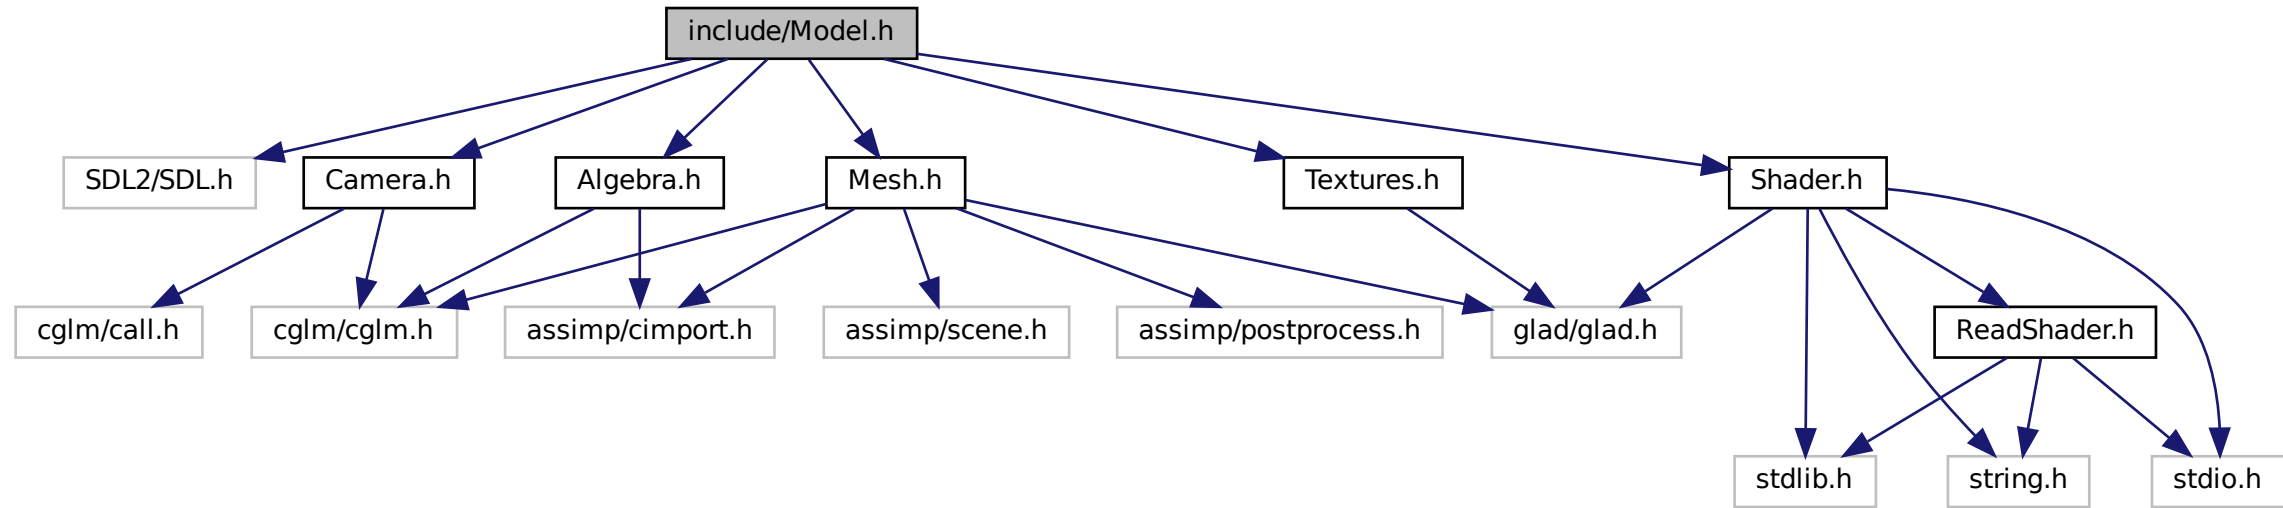 include/Model.h
SDL2/SDL.h
Camera.h
Algebra.h
Mesh.h
Textures.h
Shader.h
cglm/call.h
cglm/cglm.h
assimp/cimport.h
assimp/scene.h
assimp/postprocess.h
glad/glad.h
ReadShader.h
stdlib.h
string.h
stdio.h